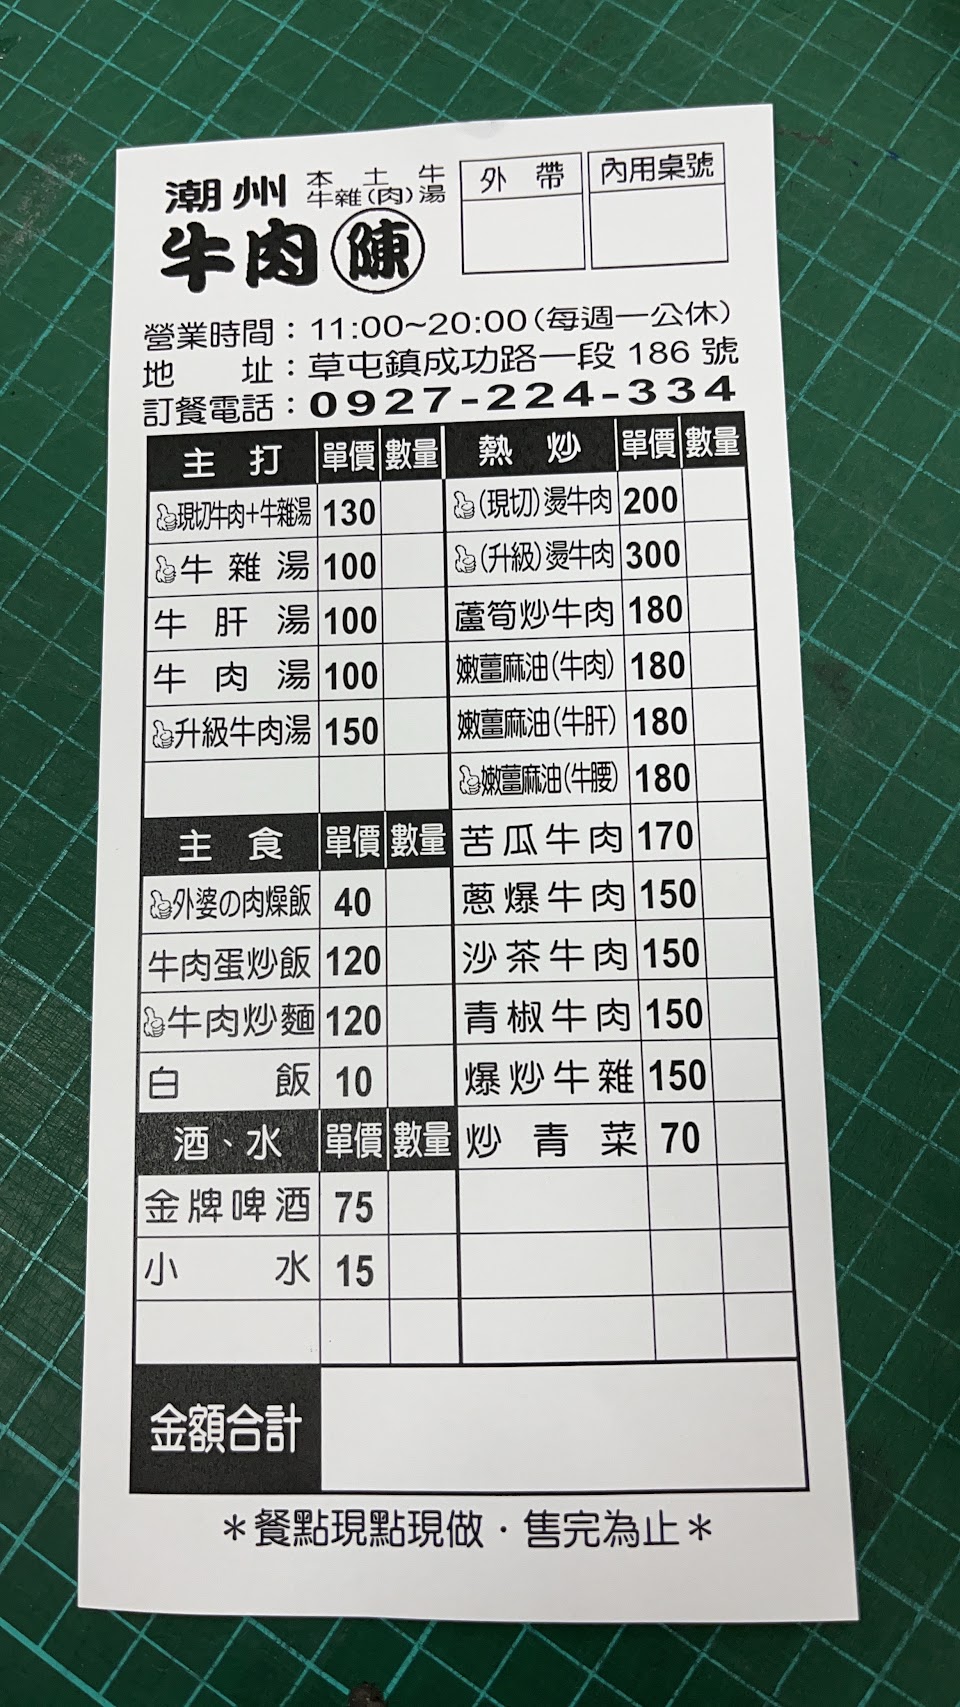 潮州 本土牛
牛雜(肉)湯
牛肉陳
外帶 內用桌號
營業時間：11:00~20:00(每週一公休)
地址：草屯鎮成功路一段186號
訂餐電話：0927-224-334
主打 單價 數量
現切牛肉+牛雜湯 130
牛雜湯 100
牛肝湯 100
牛肉湯 100
升級牛肉湯 150
主食 單價 數量
外婆の肉燥飯 40
牛肉蛋炒飯 120
牛肉炒麵 120
白飯 10
酒、水 單價 數量
金牌啤酒 75
小水 15
熱炒 單價 數量
(現切)燙牛肉 200
(升級)燙牛肉 300
蘆筍炒牛肉 180
嫩薑麻油(牛肉) 180
嫩薑麻油(牛肝) 180
嫩薑麻油(牛腰) 180
苦瓜牛肉 170
蔥爆牛肉 150
沙茶牛肉 150
青椒牛肉 150
爆炒牛雜 150
炒青菜 70
金額合計
＊餐點現點現做．售完為止＊